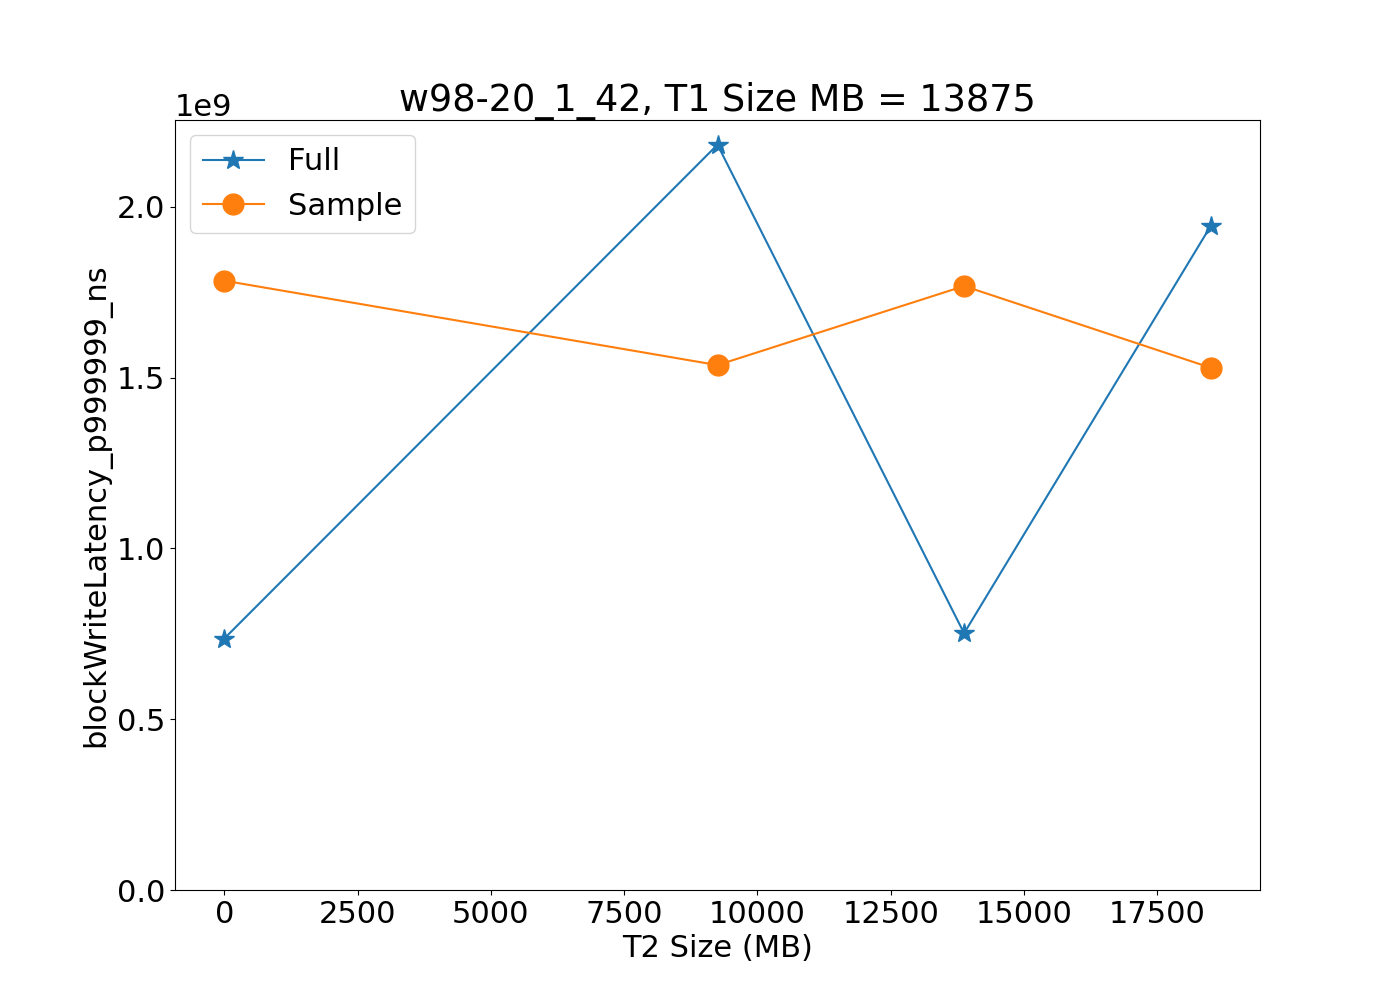 w98-20_1_42, T1 Size MB = 13875
1e9
Full
Sample
2.0
1.5
1.0
0.5
0.0
blockWriteLatency_p999999_ns
0 2500 5000 7500 10000 12500 15000 17500
T2 Size (MB)